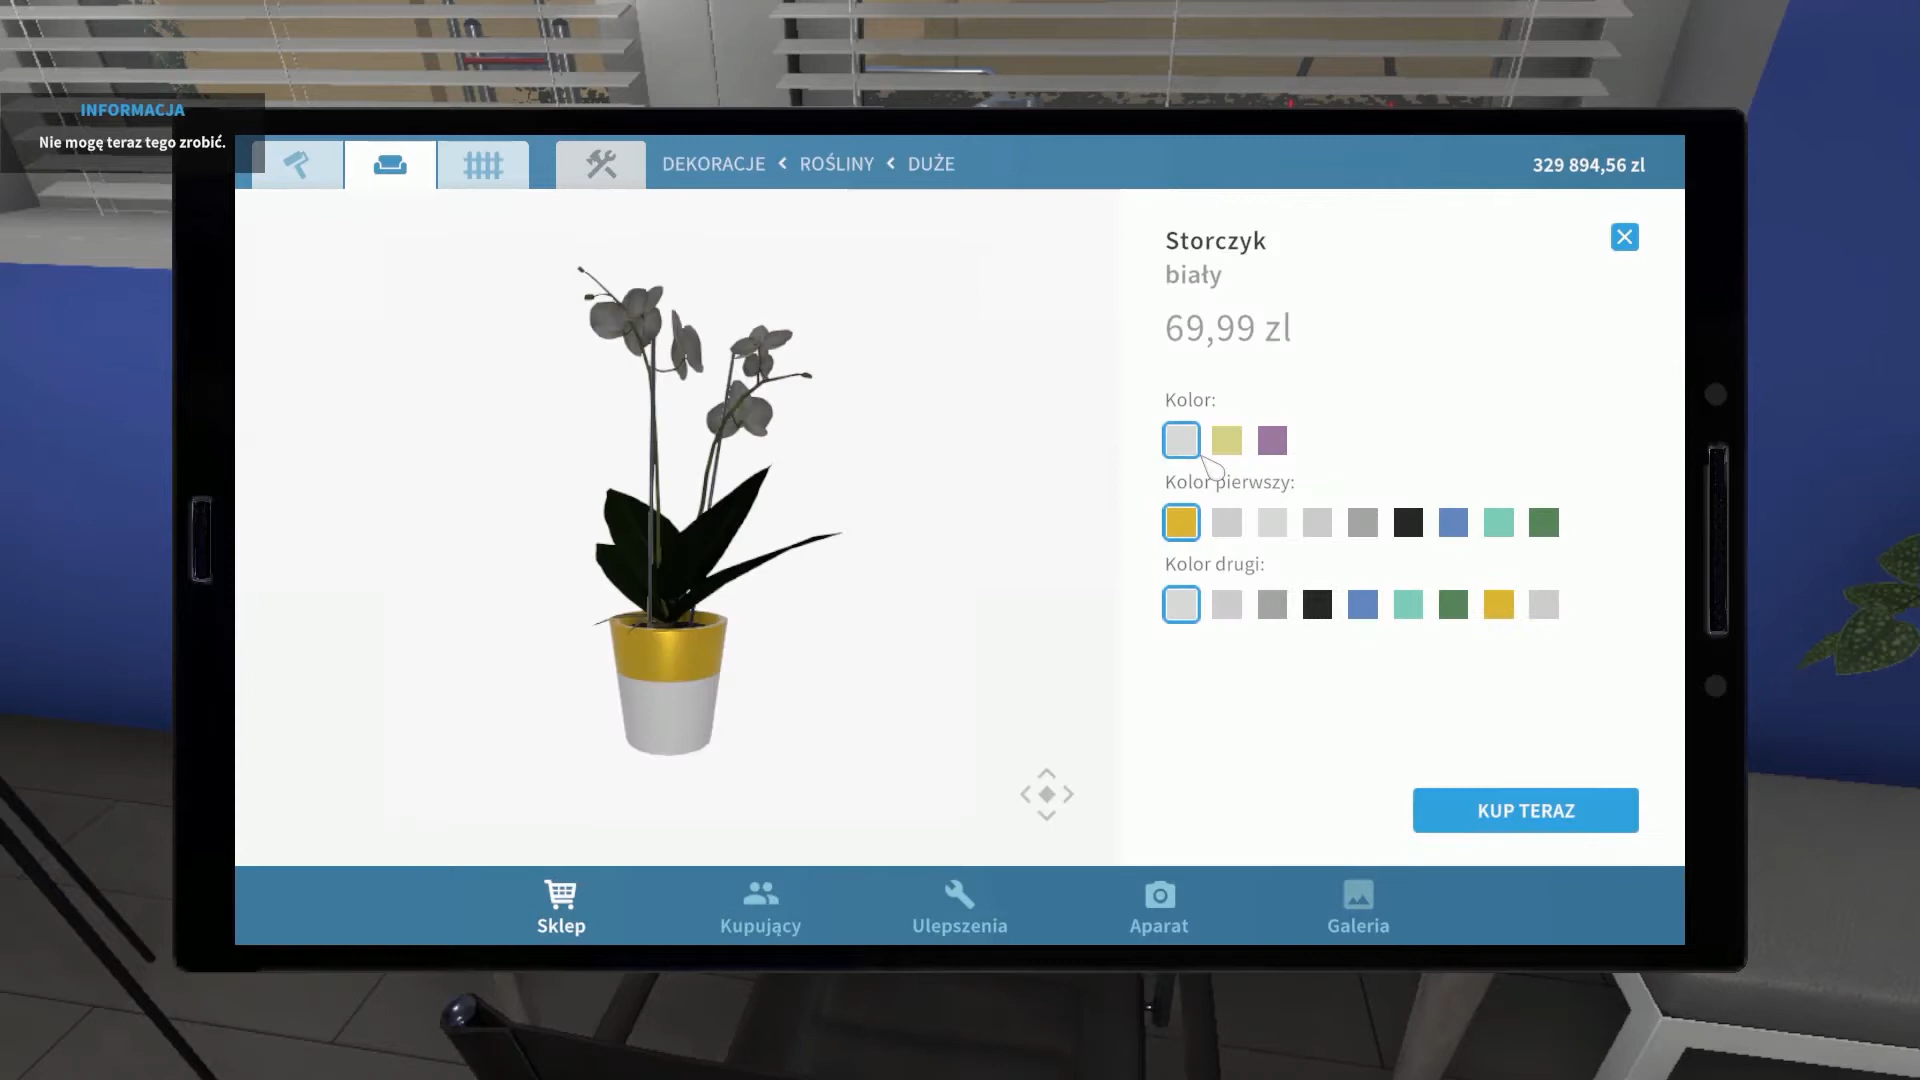 INFORMACJA
Nie mogę teraz tego zrobić.
DEKORACJE < ROŚLINY < DUŻE
329 894,56 zl
Storczyk
biały
69,99 zl
Kolor:
Kolor pierwszy:
Kolor drugi:
KUP TERAZ
Sklep
Kupujący
Ulepszenia
Aparat
Galeria